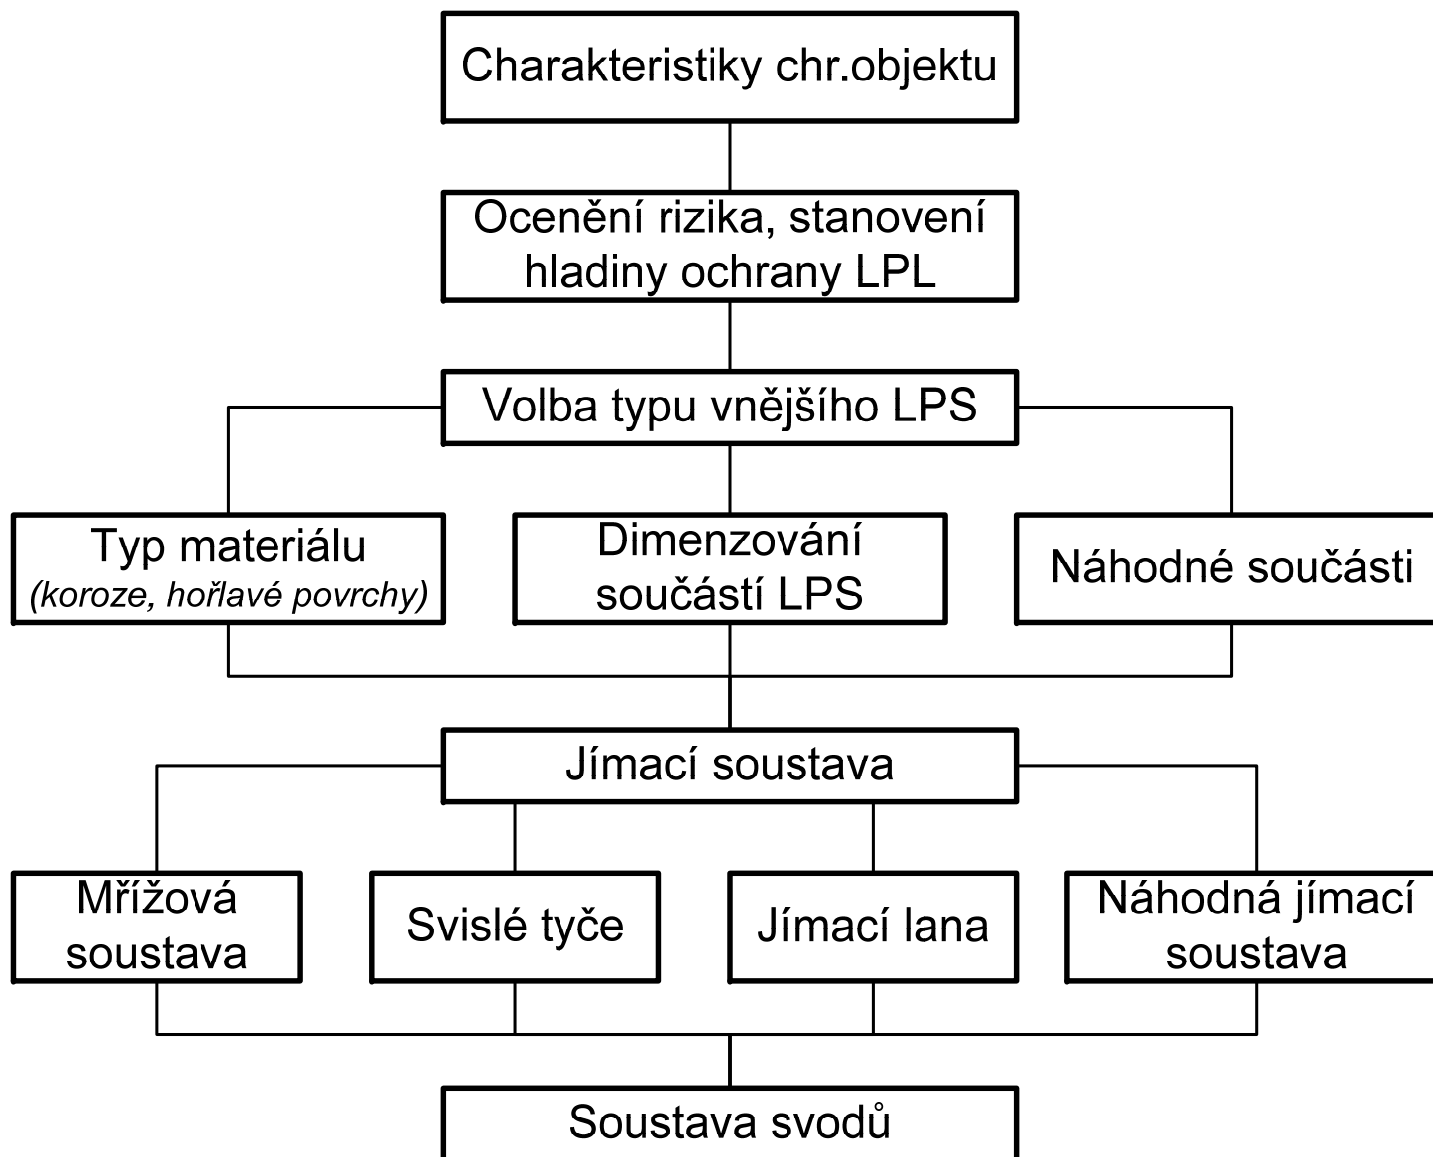 Charakteristiky chr.objektu
Ocenění rizika, stanovení
hladiny ochrany LPL
Volba typu vnějšího LPS
Typ materiálu
(koroze, hořlavé povrchy)
Dimenzování
součástí LPS
Náhodné součásti
Jímací soustava
Mřížová
soustava
Svislé tyče
Jímací lana
Náhodná jímací
soustava
Soustava svodů